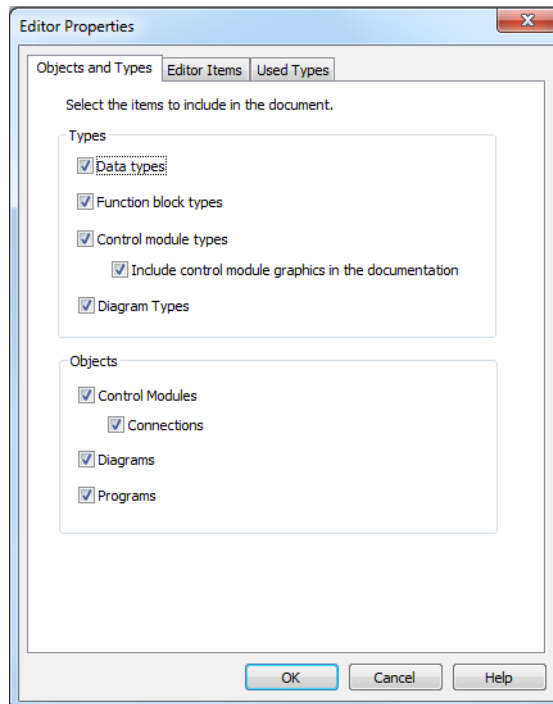 Editor Properties
Objects and Types Editor Items Used Types
Select the items to include in the document.
Types
Data types
Function block types
Control module types
Include control module graphics in the documentation
Diagram Types
Objects
Control Modules
Connections
Diagrams
Programs
OK Cancel Help